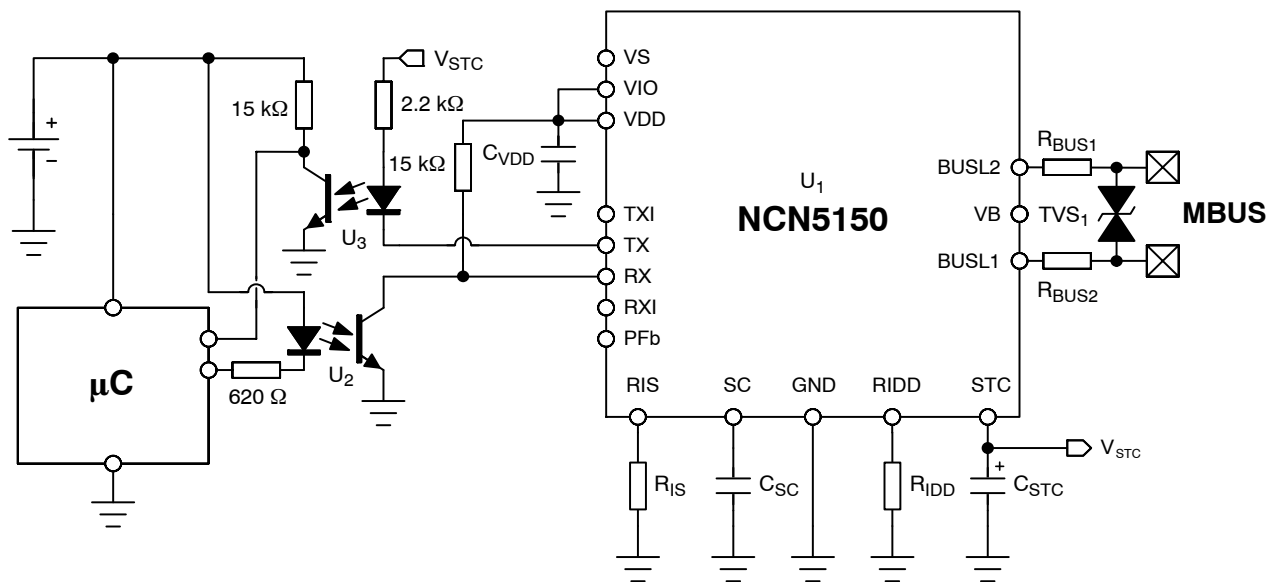 VS
V_STC
VIO
15 kΩ
2.2 kΩ
VDD
+
−
15 kΩ
C_VDD
R_BUS1
BUSL2
U_1
NCN5150
TXI
VB
TVS_1
MBUS
U_3
TX
BUSL1
RX
R_BUS2
RXI
PFb
μC
U_2
620 Ω
RIS
SC
GND
RIDD
STC
V_STC
+
R_IS
C_SC
R_IDD
C_STC